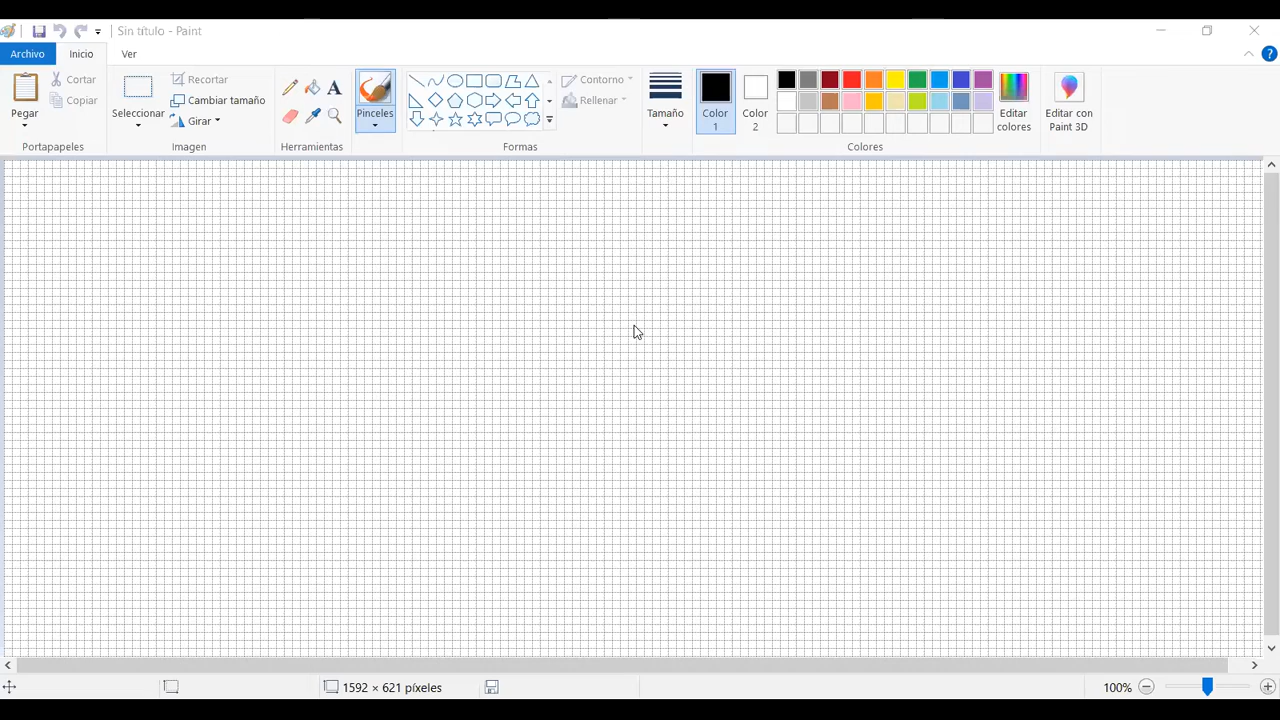 Sin título - Paint
Archivo Inicio Ver
Pegar
Cortar
Copiar
Portapapeles
Seleccionar
Recortar
Cambiar tamaño
Girar
Imagen
A
Herramientas
Pinceles
Contorno
Rellenar
Formas
Tamaño
Color
1
Color
2
Editar
colores
Colores
Editar con
Paint 3D
?
1592 × 621 píxeles
100%